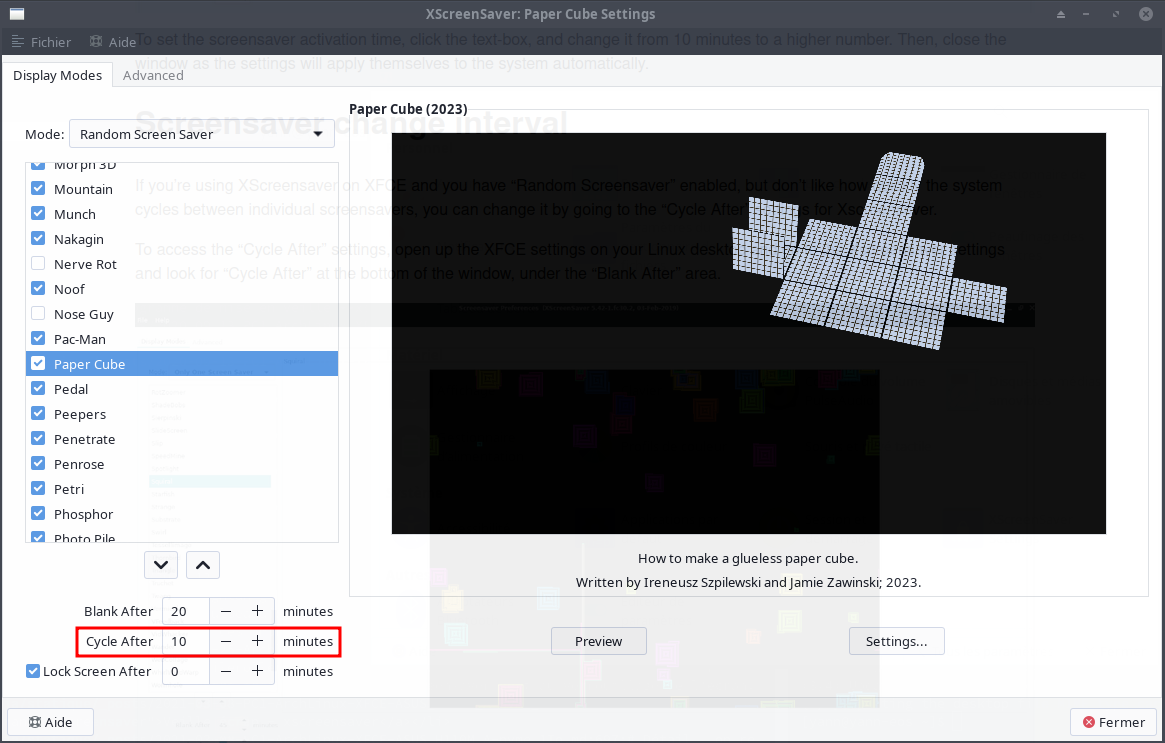 XScreenSaver: Paper Cube Settings
Fichier Aide
To set the screensaver activation time, click the text-box, and change it from 10 minutes to a higher number. Then, close the
window as the settings will apply themselves to the system automatically.
Display Modes Advanced
Paper Cube (2023)
Screensaver change interval
Mode: Random Screen Saver
Morph 3D
Mountain
If you're using XScreensaver on XFCE and you have “Random Screensaver” enabled, but don't like how the system
Munch
cycles between individual screensavers, you can change it by going to the “Cycle After for
Nakagin
To access the “Cycle After” settings, open up the XFCE settings on your Linux settings
Nerve Rot
and look for “Cycle After” at the bottom of the window, under the “Blank After” area.
Noof
Nose Guy
Pac-Man
Paper Cube
Pedal
Peepers
Penetrate
Penrose
Petri
Phosphor
Photo Pile
How to make a glueless paper cube.
Written by Ireneusz Szpilewski and Jamie Zawinski; 2023.
Blank After 20 − + minutes
Cycle After 10 − + minutes
Preview Settings...
Lock Screen After 0 − + minutes
Aide Fermer